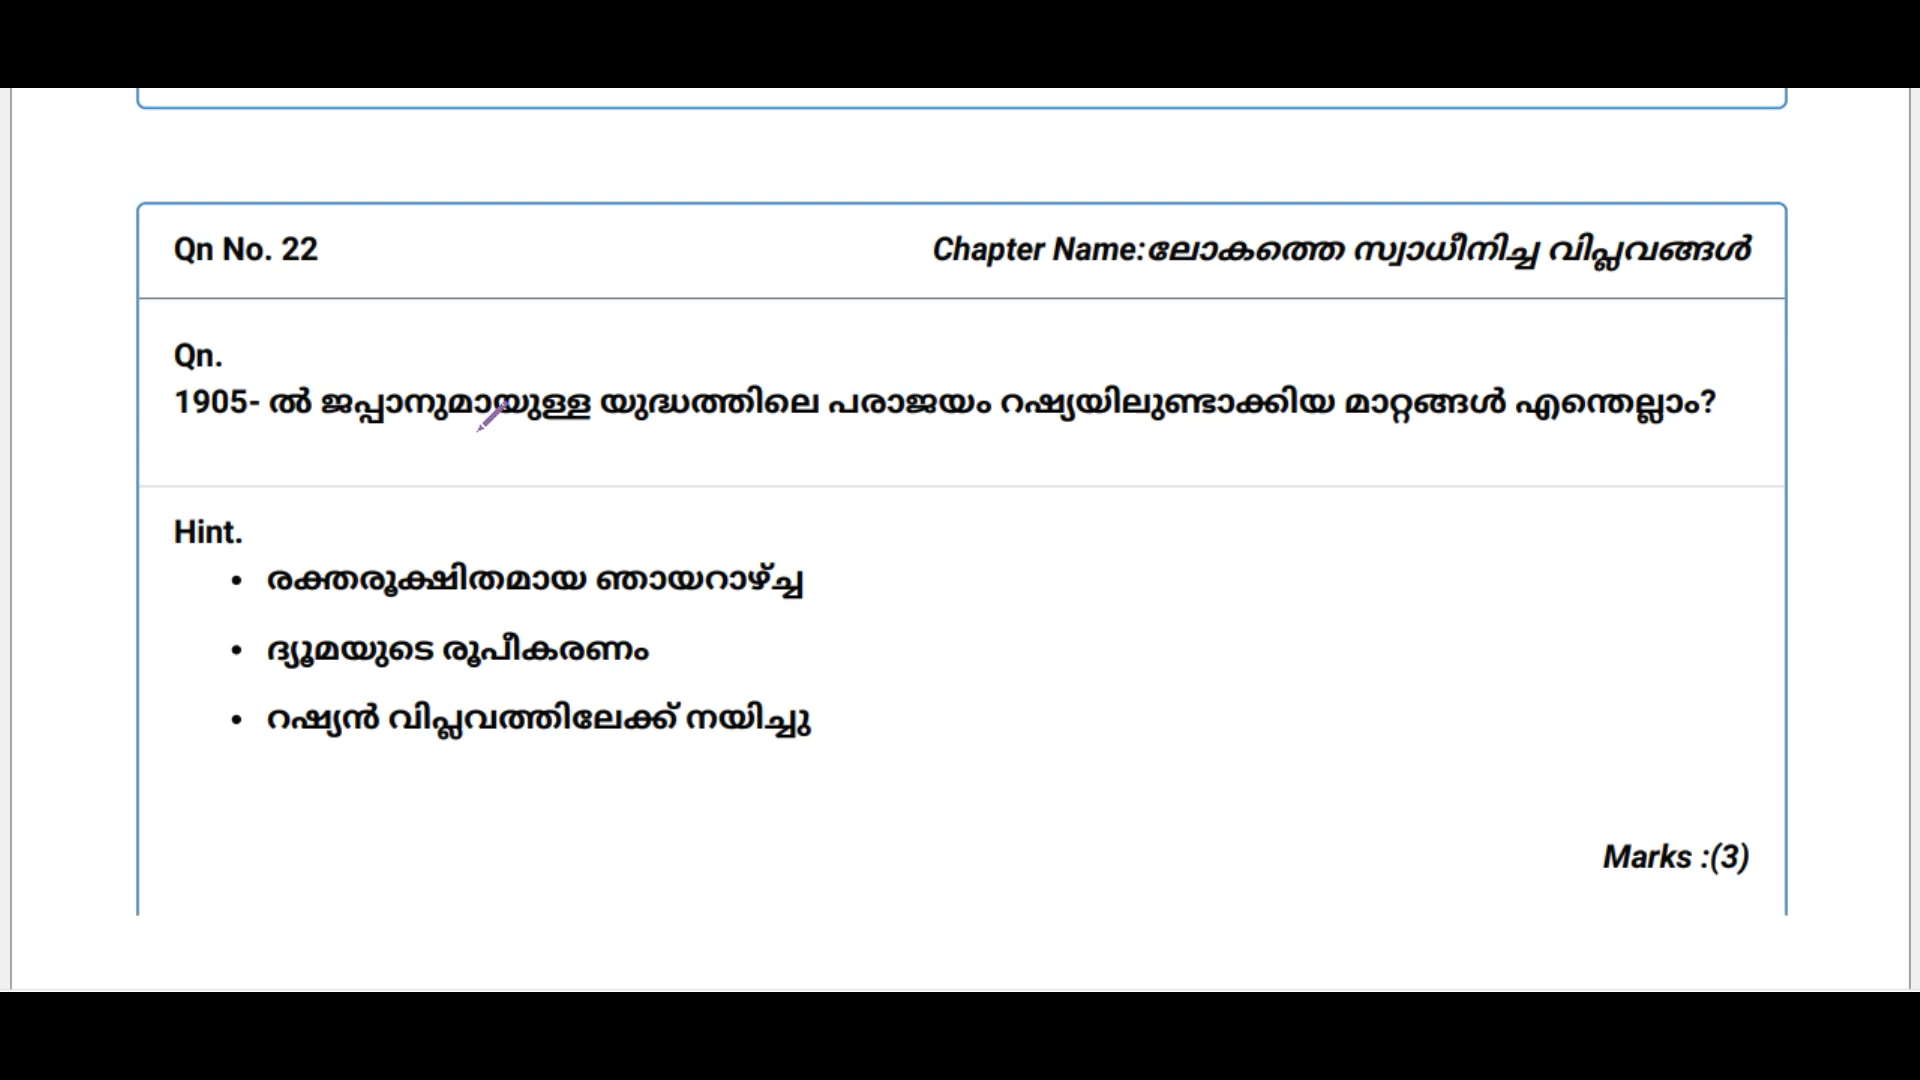 Qn No. 22
Chapter Name:ലോകത്തെ സ്വാധീനിച്ച വിപ്ലവങ്ങൾ
Qn.
1905- ൽ ജപ്പാനുമായുള്ള യുദ്ധത്തിലെ പരാജയം റഷ്യയിലുണ്ടാക്കിയ മാറ്റങ്ങൾ എന്തെല്ലാം?
Hint.
• രക്തരൂക്ഷിതമായ ഞായറാഴ്ച്ച
• ദ്യൂമയുടെ രൂപീകരണം
• റഷ്യൻ വിപ്ലവത്തിലേക്ക് നയിച്ചു
Marks :(3)